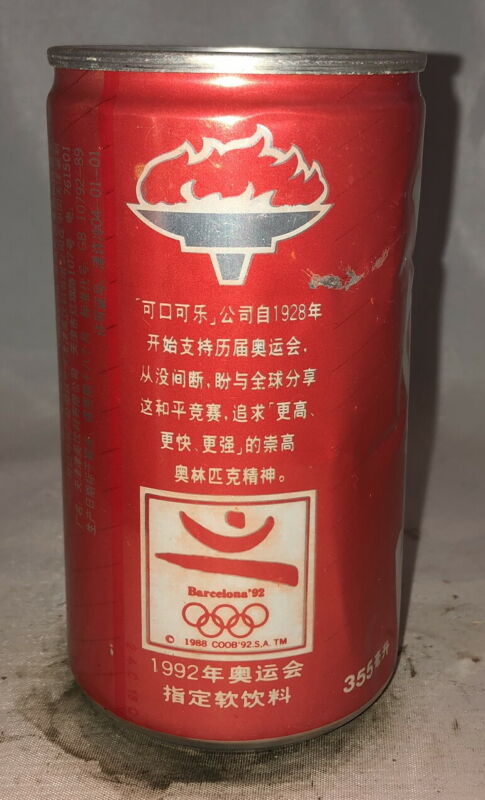 「可口可乐」公司自1928年
开始支持历届奥运会,
从没间断,盼与全球分享
这和平竞赛,追求「更高、
更快、更强」的崇高
奥林匹克精神。
Barcelona'92
© 1988 COOB'92.S.A. TM
1992年奥运会
指定软饮料
355毫升
GB 10792-89
761501